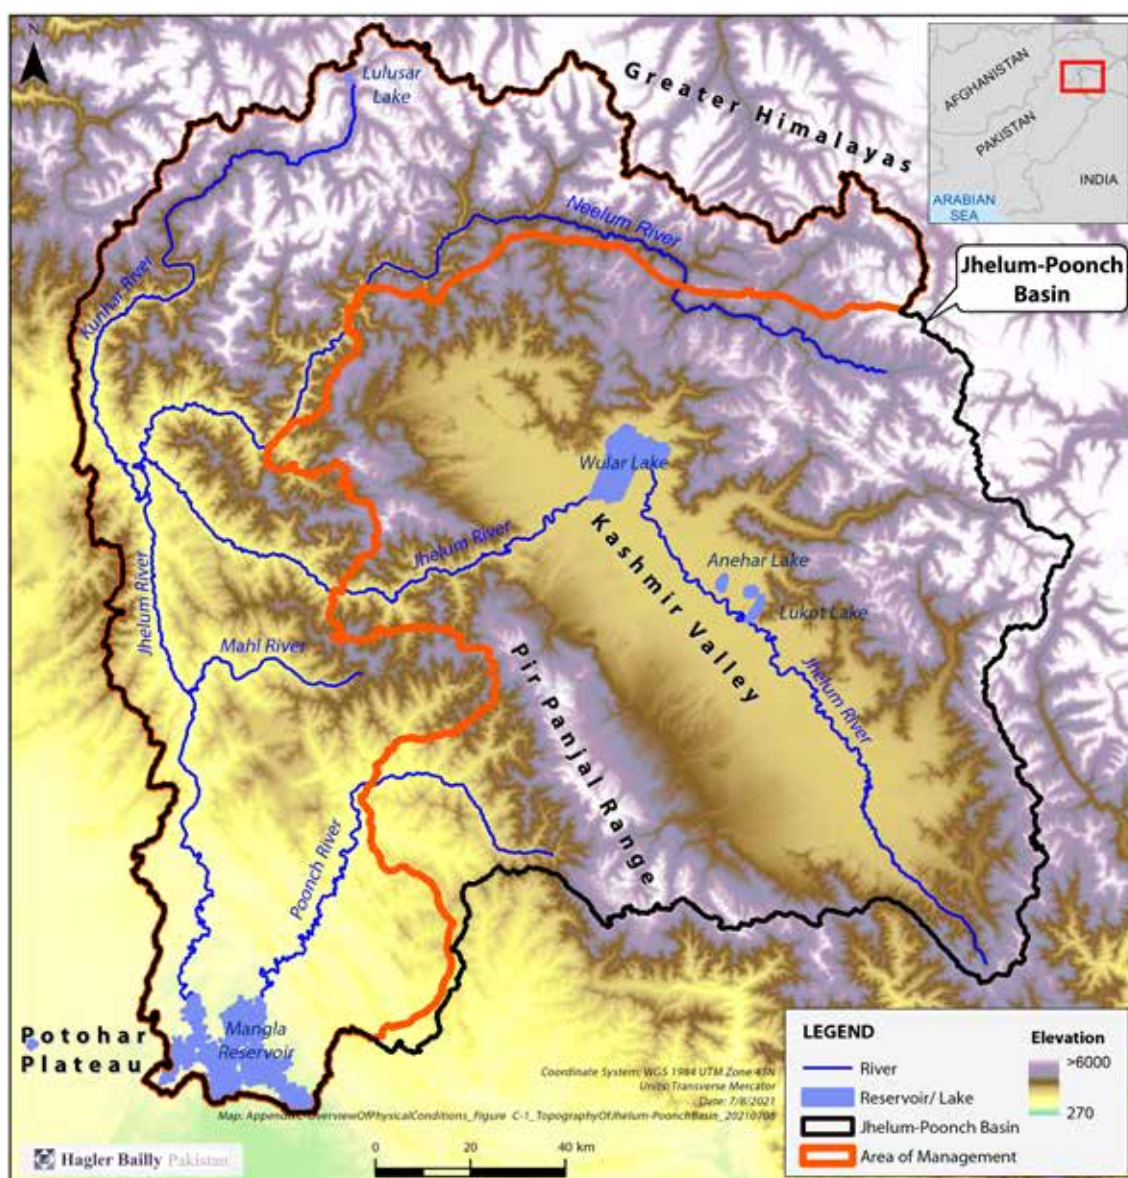 N
Lulusar
Lake
Greater Himalayas
AFGHANISTAN
PAKISTAN
INDIA
ARABIAN
SEA
Neelum River
Jhelum-Poonch
Basin
Kunhar River
Wular Lake
Jhelum River
Kashmir Valley
Anehar Lake
Lukot Lake
Jhelum River
Mahl River
Pir Panjal Range
Jhelum River
Poonch River
Mangla
Reservoir
Potohar
Plateau
LEGEND
River
Reservoir/ Lake
Jhelum-Poonch Basin
Area of Management
Elevation
>6000
270
Coordinate System: WGS 1984 UTM Zone 43N
Transverse Mercator
Date: 7/8/2021
Hagler Bailly Pakistan
0 20 40 km